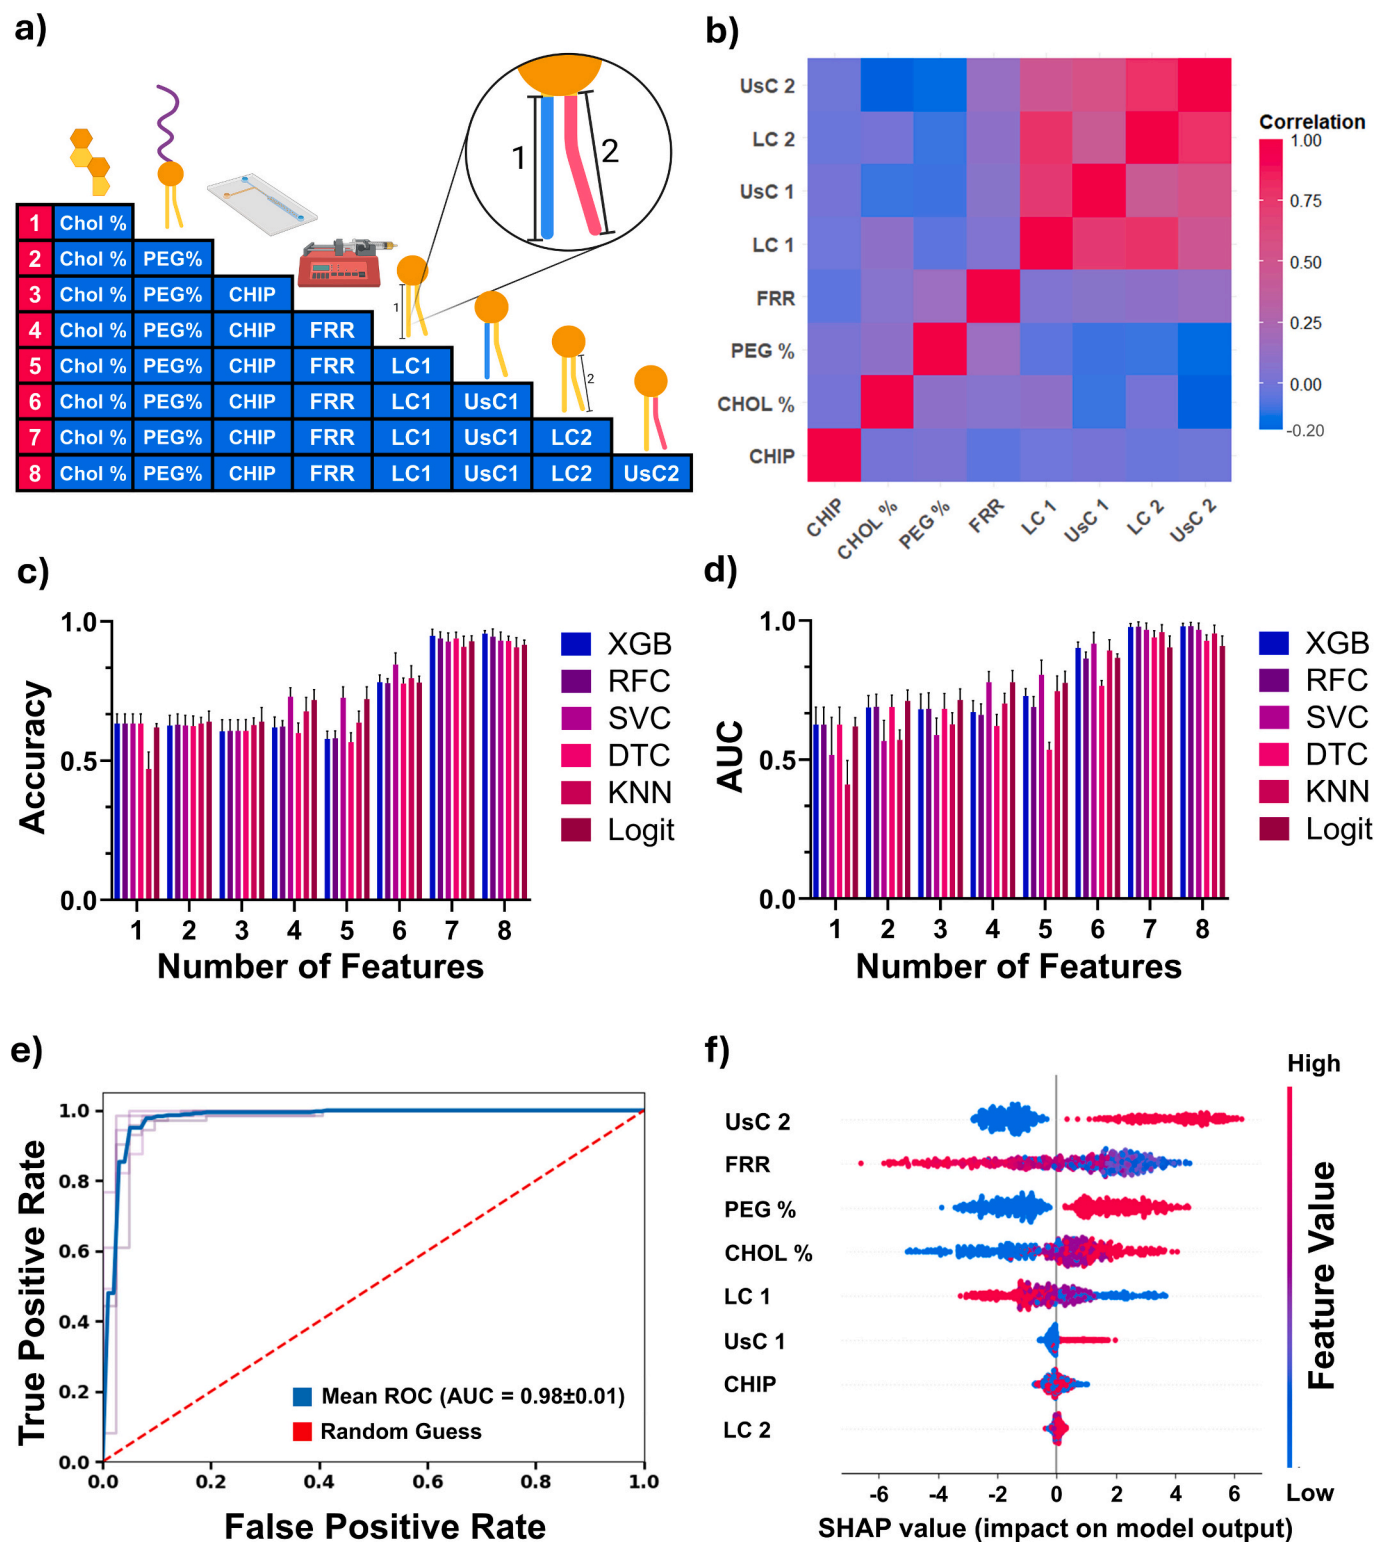 a)
1
2
1
2
1 Chol %
2 Chol % PEG%
3 Chol % PEG% CHIP
4 Chol % PEG% CHIP FRR
5 Chol % PEG% CHIP FRR LC1
6 Chol % PEG% CHIP FRR LC1 UsC1
7 Chol % PEG% CHIP FRR LC1 UsC1 LC2
8 Chol % PEG% CHIP FRR LC1 UsC1 LC2 UsC2
b)
UsC 2
LC 2
UsC 1
LC 1
FRR
PEG %
CHOL %
CHIP
CHIP CHOL % PEG % FRR LC 1 UsC 1 LC 2 UsC 2
Correlation
1.00
0.75
0.50
0.25
0.00
-0.20
c)
Accuracy
1.0
0.5
0.0
1 2 3 4 5 6 7 8
Number of Features
XGB
RFC
SVC
DTC
KNN
Logit
d)
AUC
1.0
0.5
0.0
1 2 3 4 5 6 7 8
Number of Features
XGB
RFC
SVC
DTC
KNN
Logit
e)
True Positive Rate
1.0
0.8
0.6
0.4
0.2
0.0
0.0 0.2 0.4 0.6 0.8 1.0
False Positive Rate
Mean ROC (AUC = 0.98±0.01)
Random Guess
f)
UsC 2
FRR
PEG %
CHOL %
LC 1
UsC 1
CHIP
LC 2
-6 -4 -2 0 2 4 6
SHAP value (impact on model output)
High
Feature Value
Low